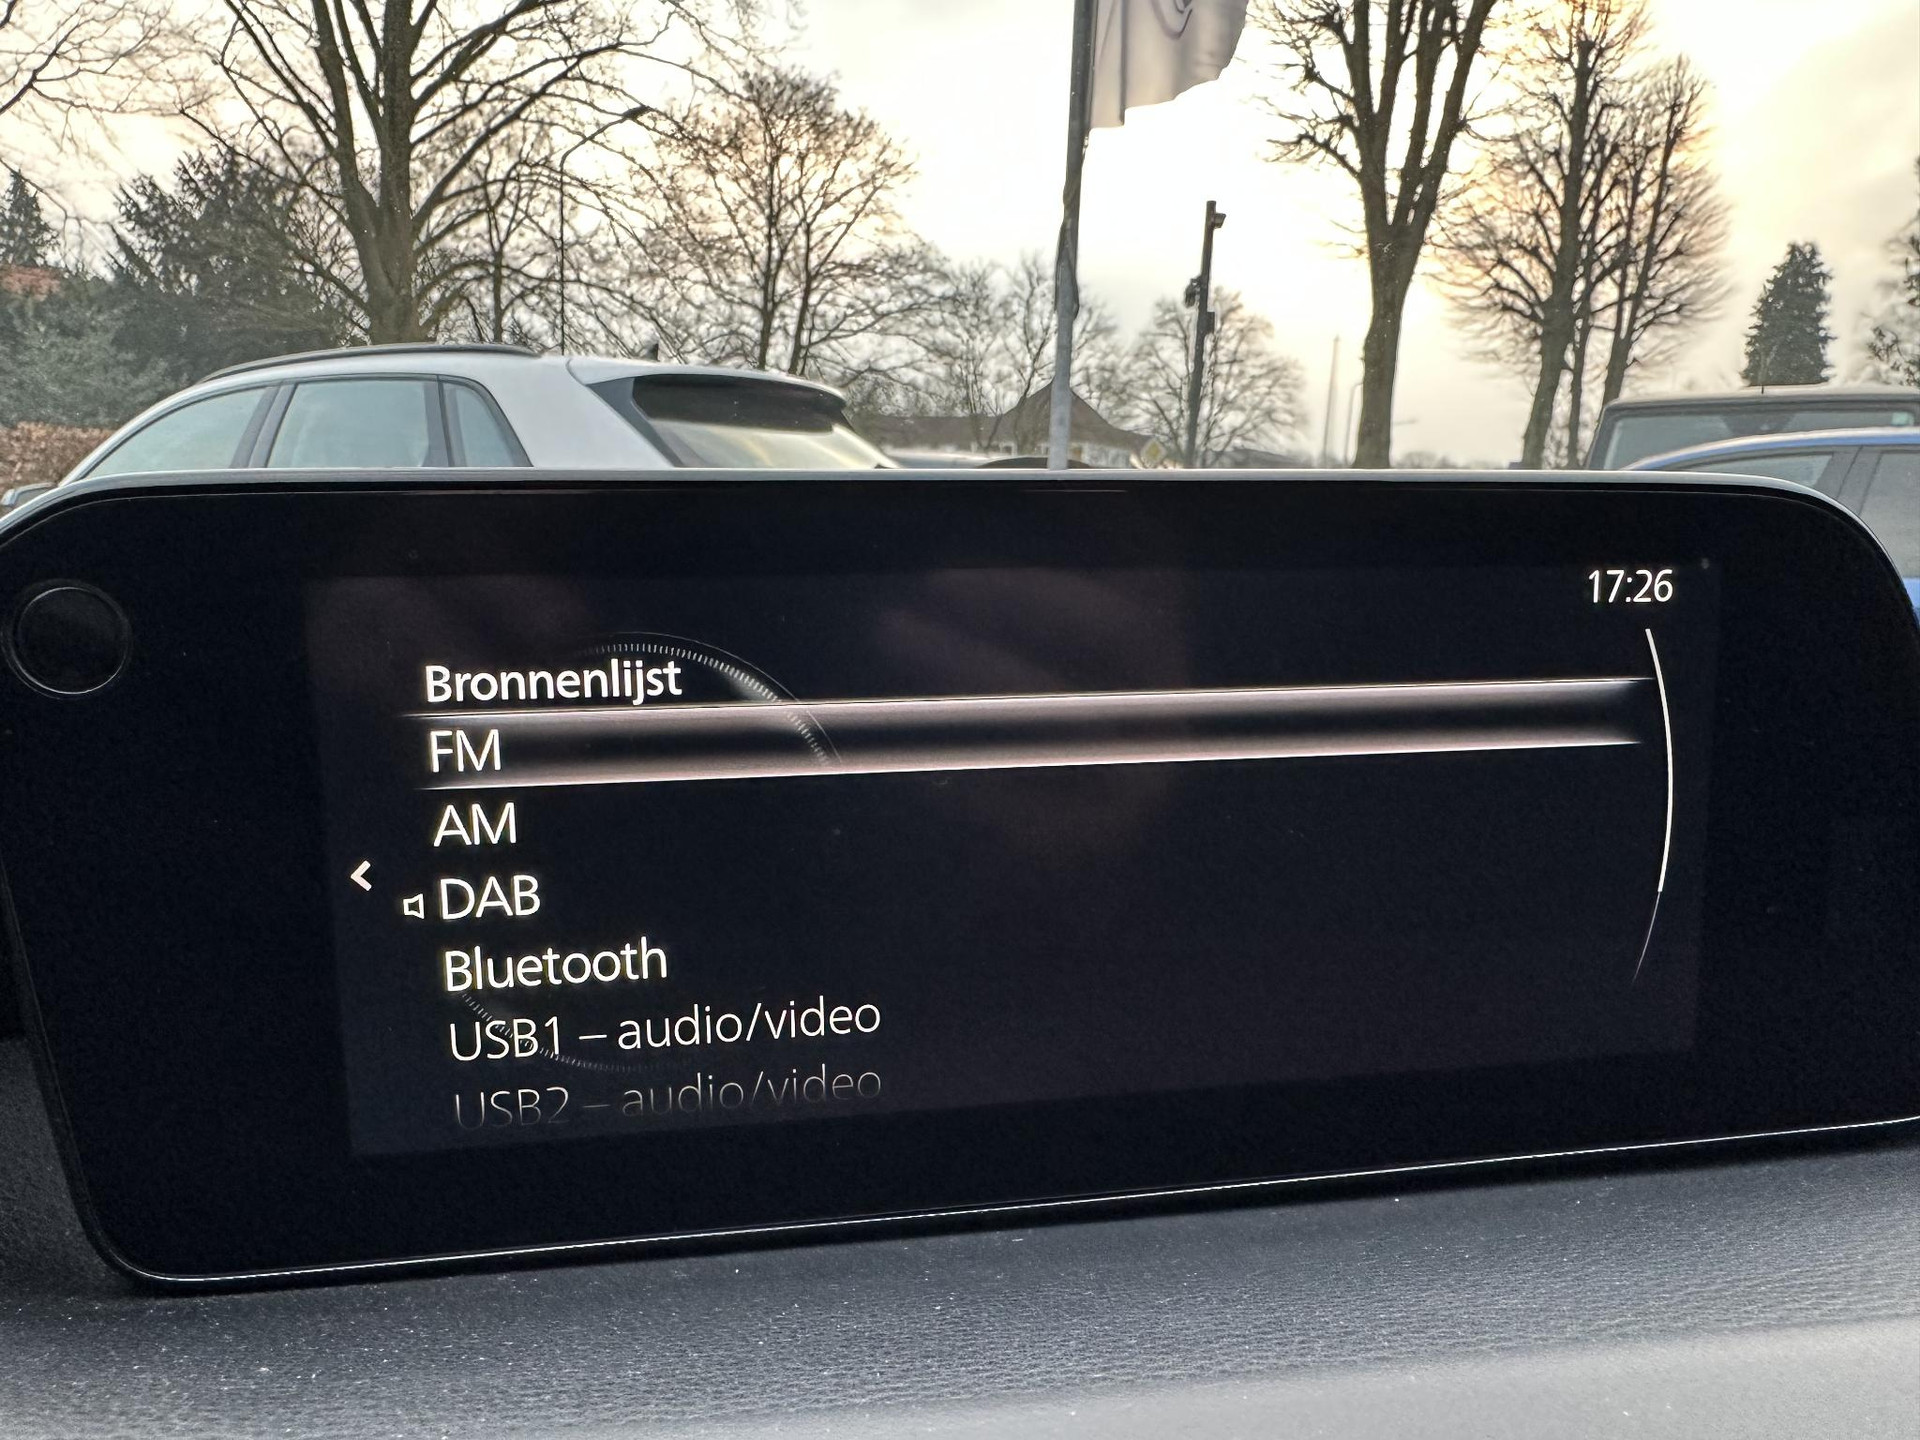 17:26
Bronnenlijst
FM
AM
DAB
Bluetooth
USB1 – audio/video
USB2 – audio/video